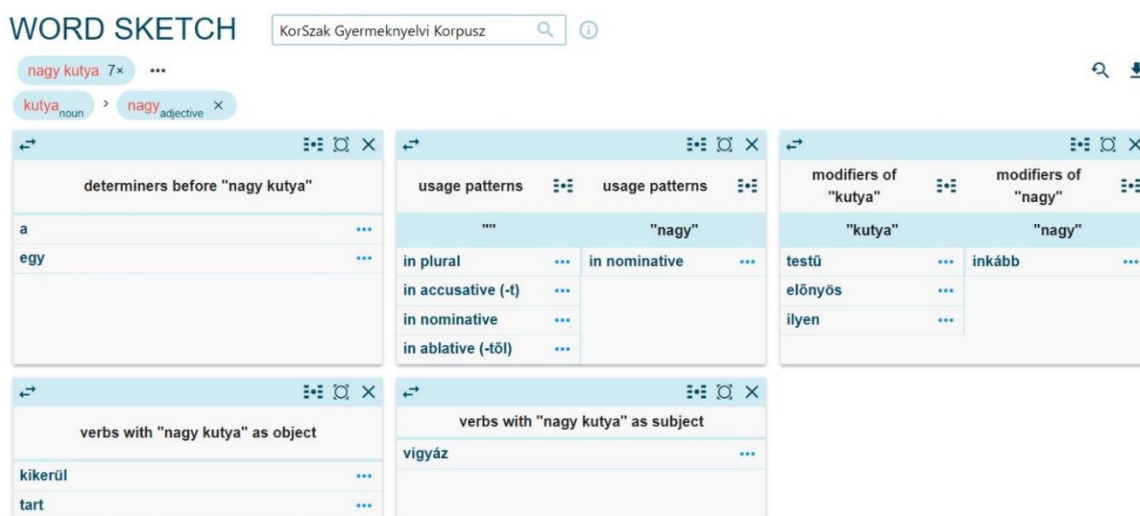 WORD SKETCH
KorSzak Gyermeknyelvi Korpusz
nagy kutya 7×
kutya noun > nagy adjective ×
determiners before "nagy kutya"
a
egy
usage patterns
""
in plural
in accusative (-t)
in nominative
in ablative (-től)
usage patterns
"nagy"
in nominative
modifiers of
"kutya"
"kutya"
testű
előnyös
ilyen
modifiers of
"nagy"
"nagy"
inkább
verbs with "nagy kutya" as object
kikerül
tart
verbs with "nagy kutya" as subject
vigyáz